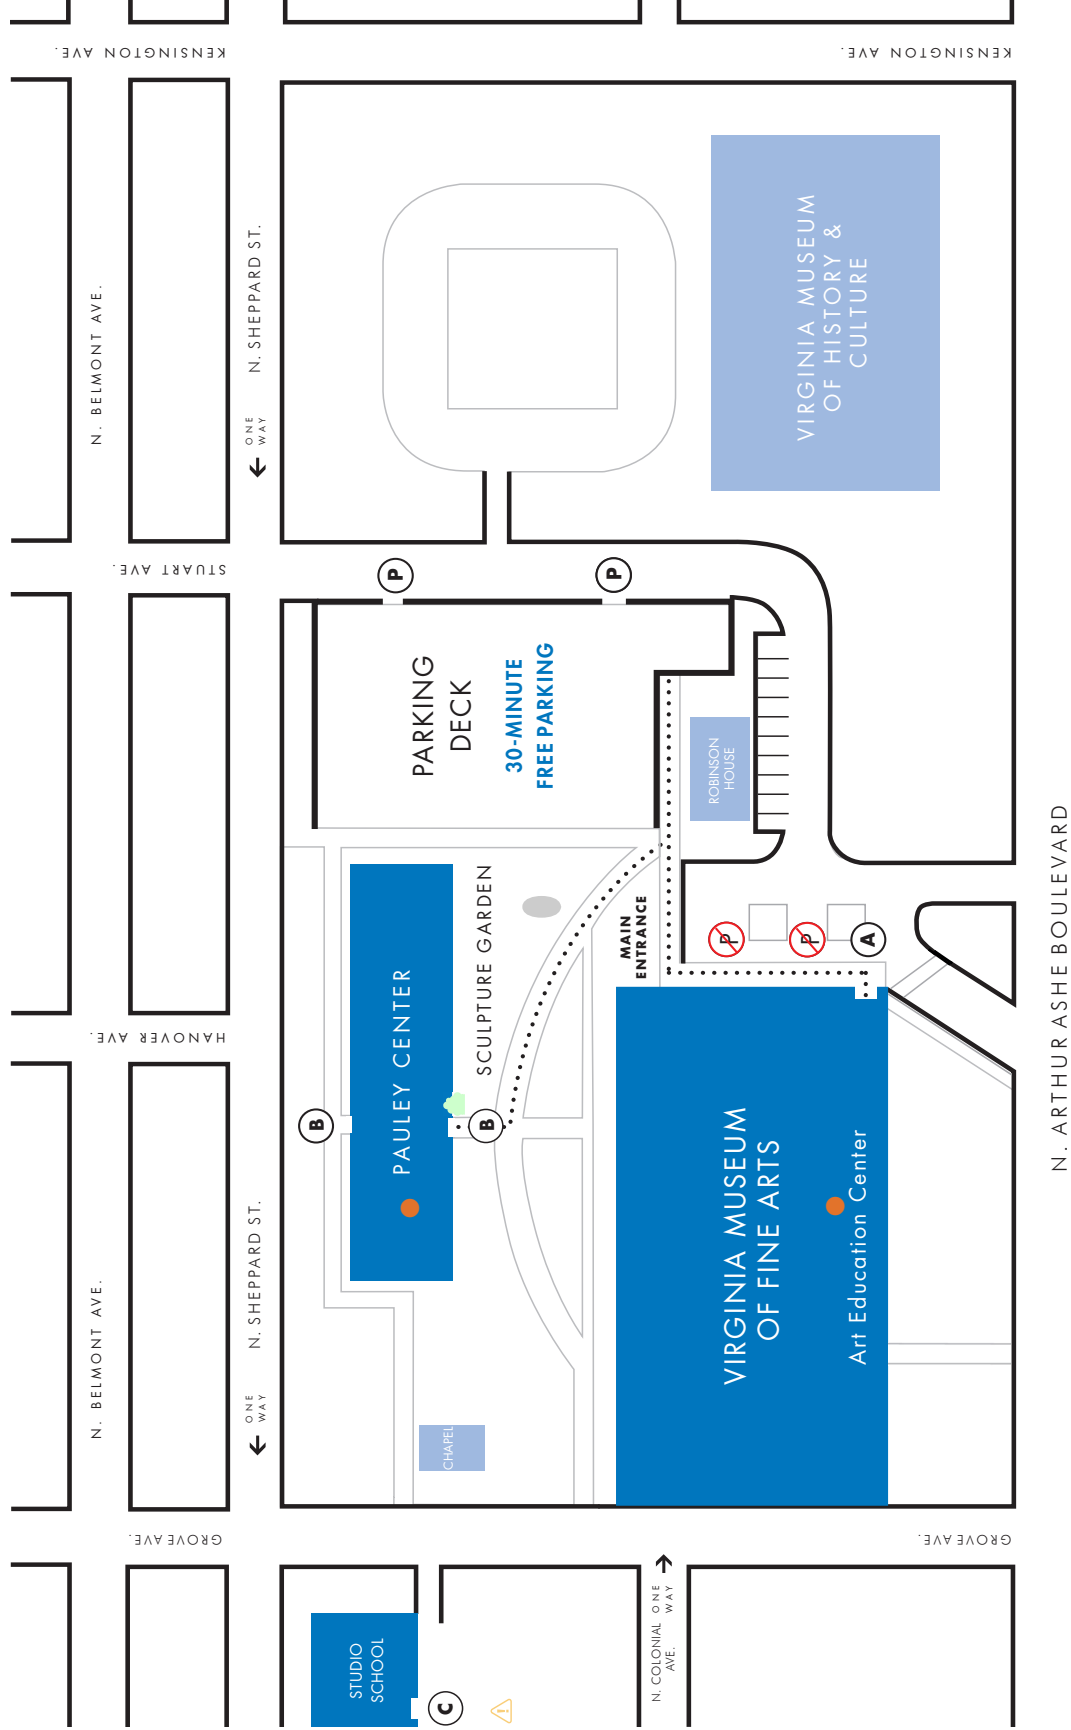 KENSINGTON AVE.
KENSINGTON AVE.
N. BELMONT AVE.
N. SHEPPARD ST.
ONE
WAY
VIRGINIA MUSEUM
OF HISTORY &
CULTURE
STUART AVE.
P
P
PARKING
DECK
30-MINUTE
FREE PARKING
ROBINSON
HOUSE
N. ARTHUR ASHE BOULEVARD
SCULPTURE GARDEN
MAIN
ENTRANCE
P
P
A
PAULEY CENTER
HANOVER AVE.
B
B
VIRGINIA MUSEUM
OF FINE ARTS
Art Education Center
N. BELMONT AVE.
N. SHEPPARD ST.
ONE
WAY
CHAPEL
GROVE AVE.
GROVE AVE.
N. COLONIAL
AVE.
ONE
WAY
STUDIO
SCHOOL
C
!